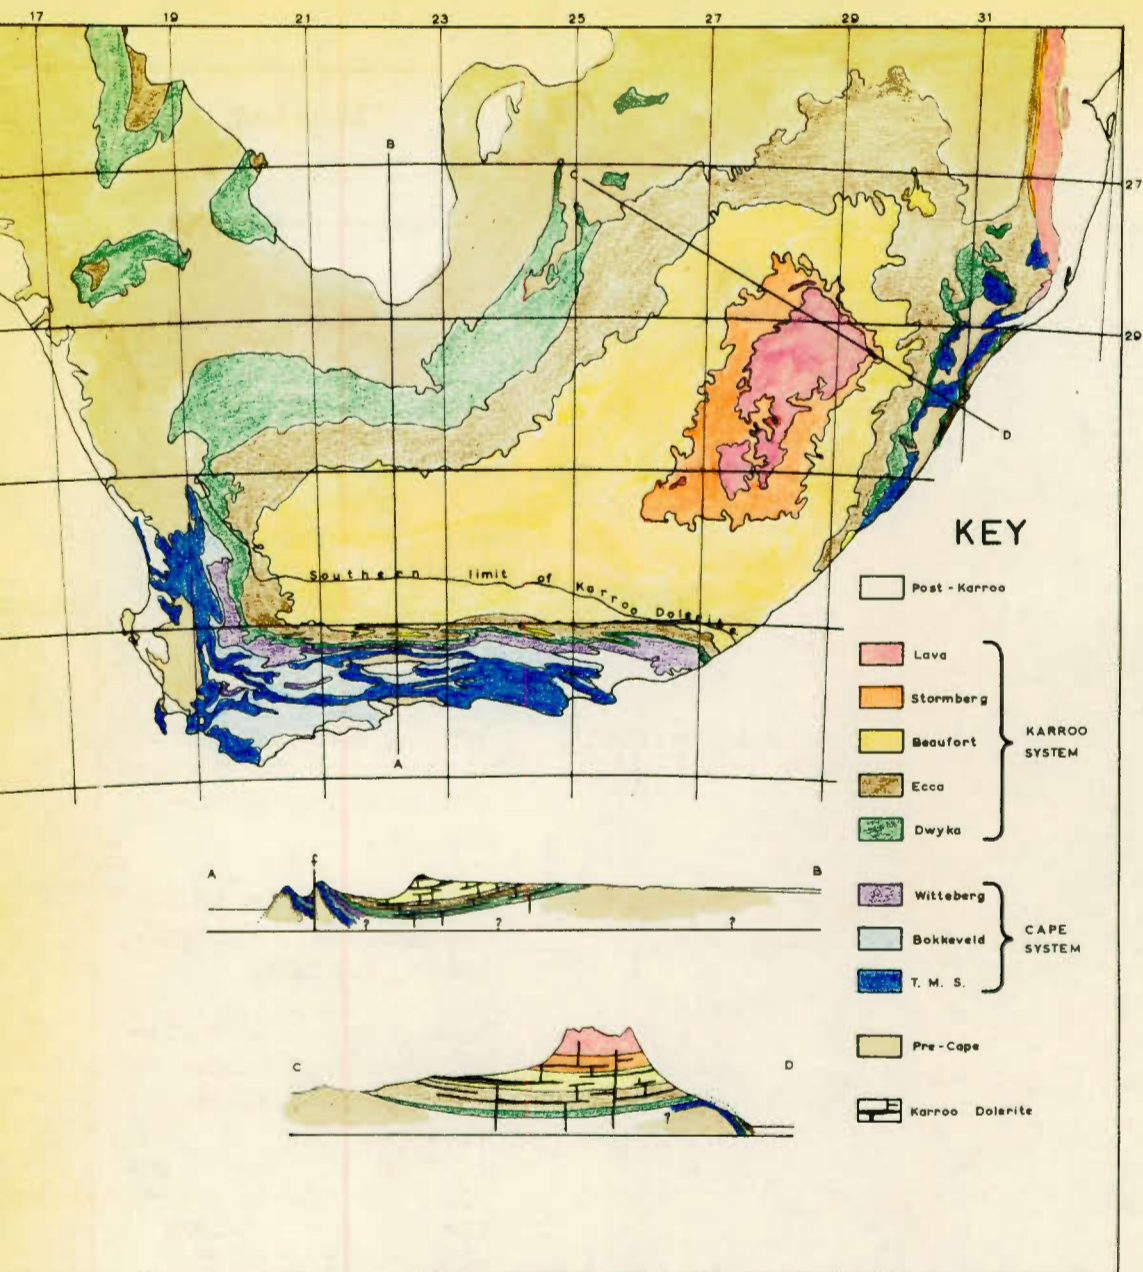 17 19 21 23 25 27 29 31
B
C
27
29
D
Southern limit of Karroo Dolerite
A
KEY
Post - Karroo
Lava
Stormberg
Beaufort
Ecca
Dwyka
KARROO
SYSTEM
Witteberg
Bokkeveld
T. M. S.
CAPE
SYSTEM
Pre - Cape
Karroo Dolerite
A f B
? ? ?
C D
?